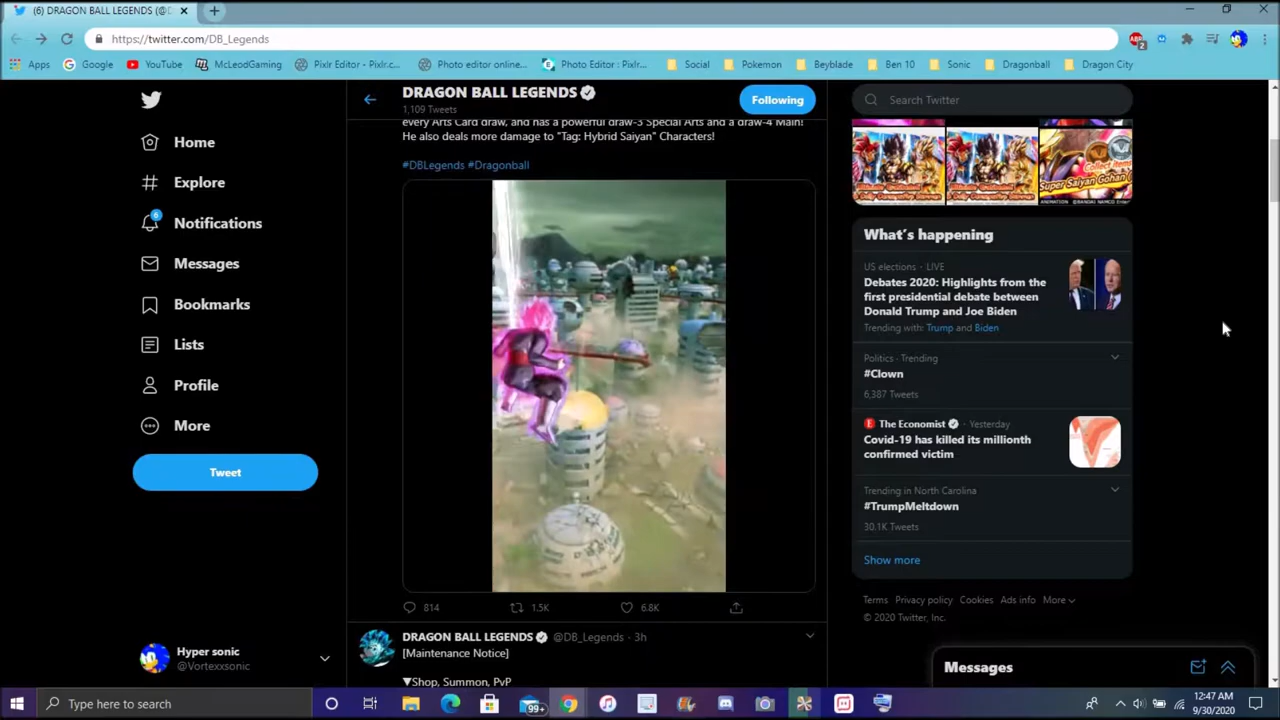 (6) DRAGON BALL LEGENDS (@D
https://twitter.com/DB_Legends
Apps
Google
YouTube
McLeodGaming
Pixlr Editor - Pixlr.c...
Photo editor online...
Photo Editor : Pixlr...
Social
Pokemon
Beyblade
Ben 10
Sonic
Dragonball
Dragon City
Home
Explore
6
Notifications
Messages
Bookmarks
Lists
Profile
More
Tweet
Hyper sonic
@Vortexxsonic
DRAGON BALL LEGENDS
1,109 Tweets
Following
every Arts Card draw, and has a powerful draw-3 Special Arts and a draw-4 Main!
He also deals more damage to "Tag: Hybrid Saiyan" Characters!
#DBLegends #Dragonball
814
1.5K
6.8K
DRAGON BALL LEGENDS @DB_Legends · 3h
[Maintenance Notice]
▼Shop, Summon, PvP
Search Twitter
Collect items
Super Saiyan Gohan
What's happening
US elections · LIVE
Debates 2020: Highlights from the
first presidential debate between
Donald Trump and Joe Biden
Trending with: Trump and Biden
Politics · Trending
#Clown
6,387 Tweets
The Economist · Yesterday
Covid-19 has killed its millionth
confirmed victim
Trending in North Carolina
#TrumpMeltdown
30.1K Tweets
Show more
Terms Privacy policy Cookies Ads info More
© 2020 Twitter, Inc.
Messages
Type here to search
99+
12:47 AM
9/30/2020